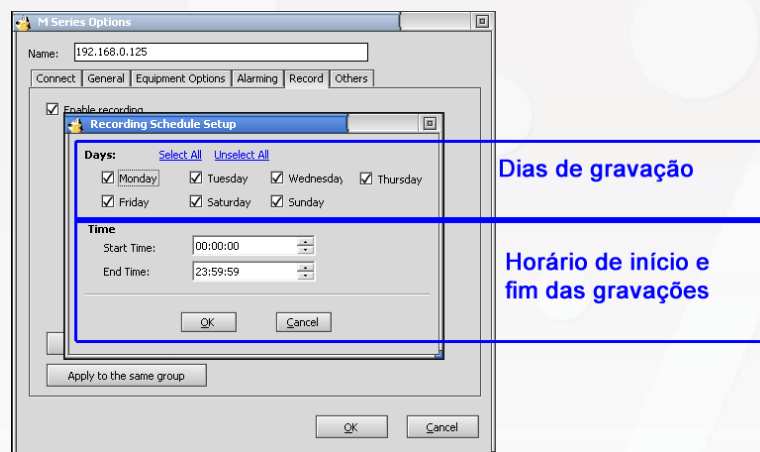 M Series Options
Name: 192.168.0.125
Connect General Equipment Options Alarming Record Others
Enable recording
Recording Schedule Setup
Days: Select All Unselect All
Monday Tuesday Wednesday Thursday
Friday Saturday Sunday
Dias de gravação
Time
Start Time: 00:00:00
End Time: 23:59:59
Horário de início e
fim das gravações
OK Cancel
Apply to the same group
OK Cancel